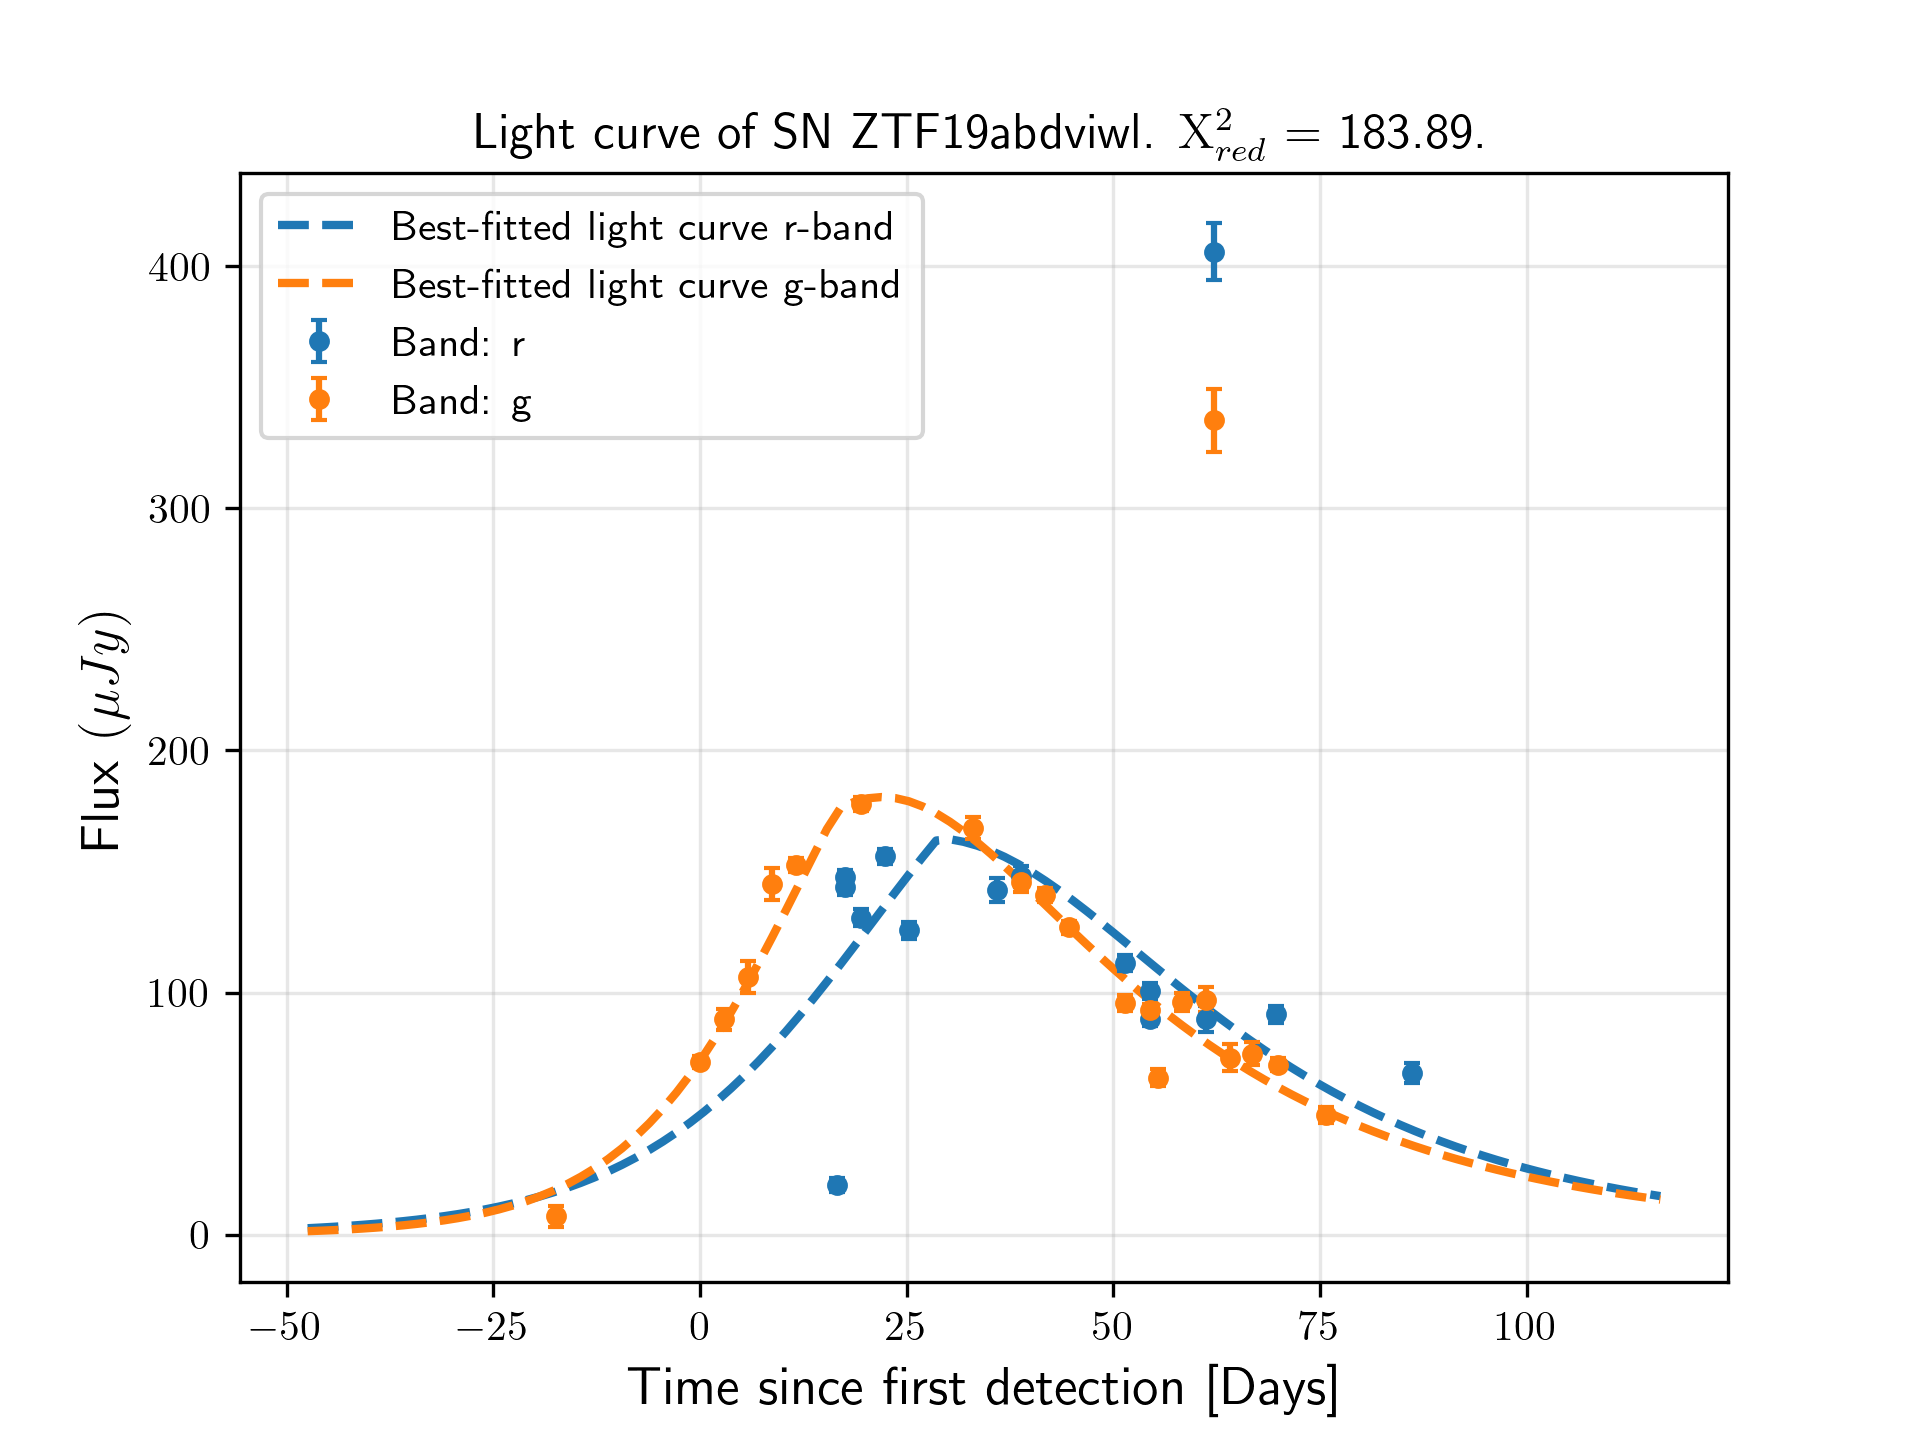 Light curve of SN ZTF19abdviwl. X²_red = 183.89.
Best-fitted light curve r-band
Best-fitted light curve g-band
Band: r
Band: g
400
300
200
100
0
Flux (μJy)
−50 −25 0 25 50 75 100
Time since first detection [Days]